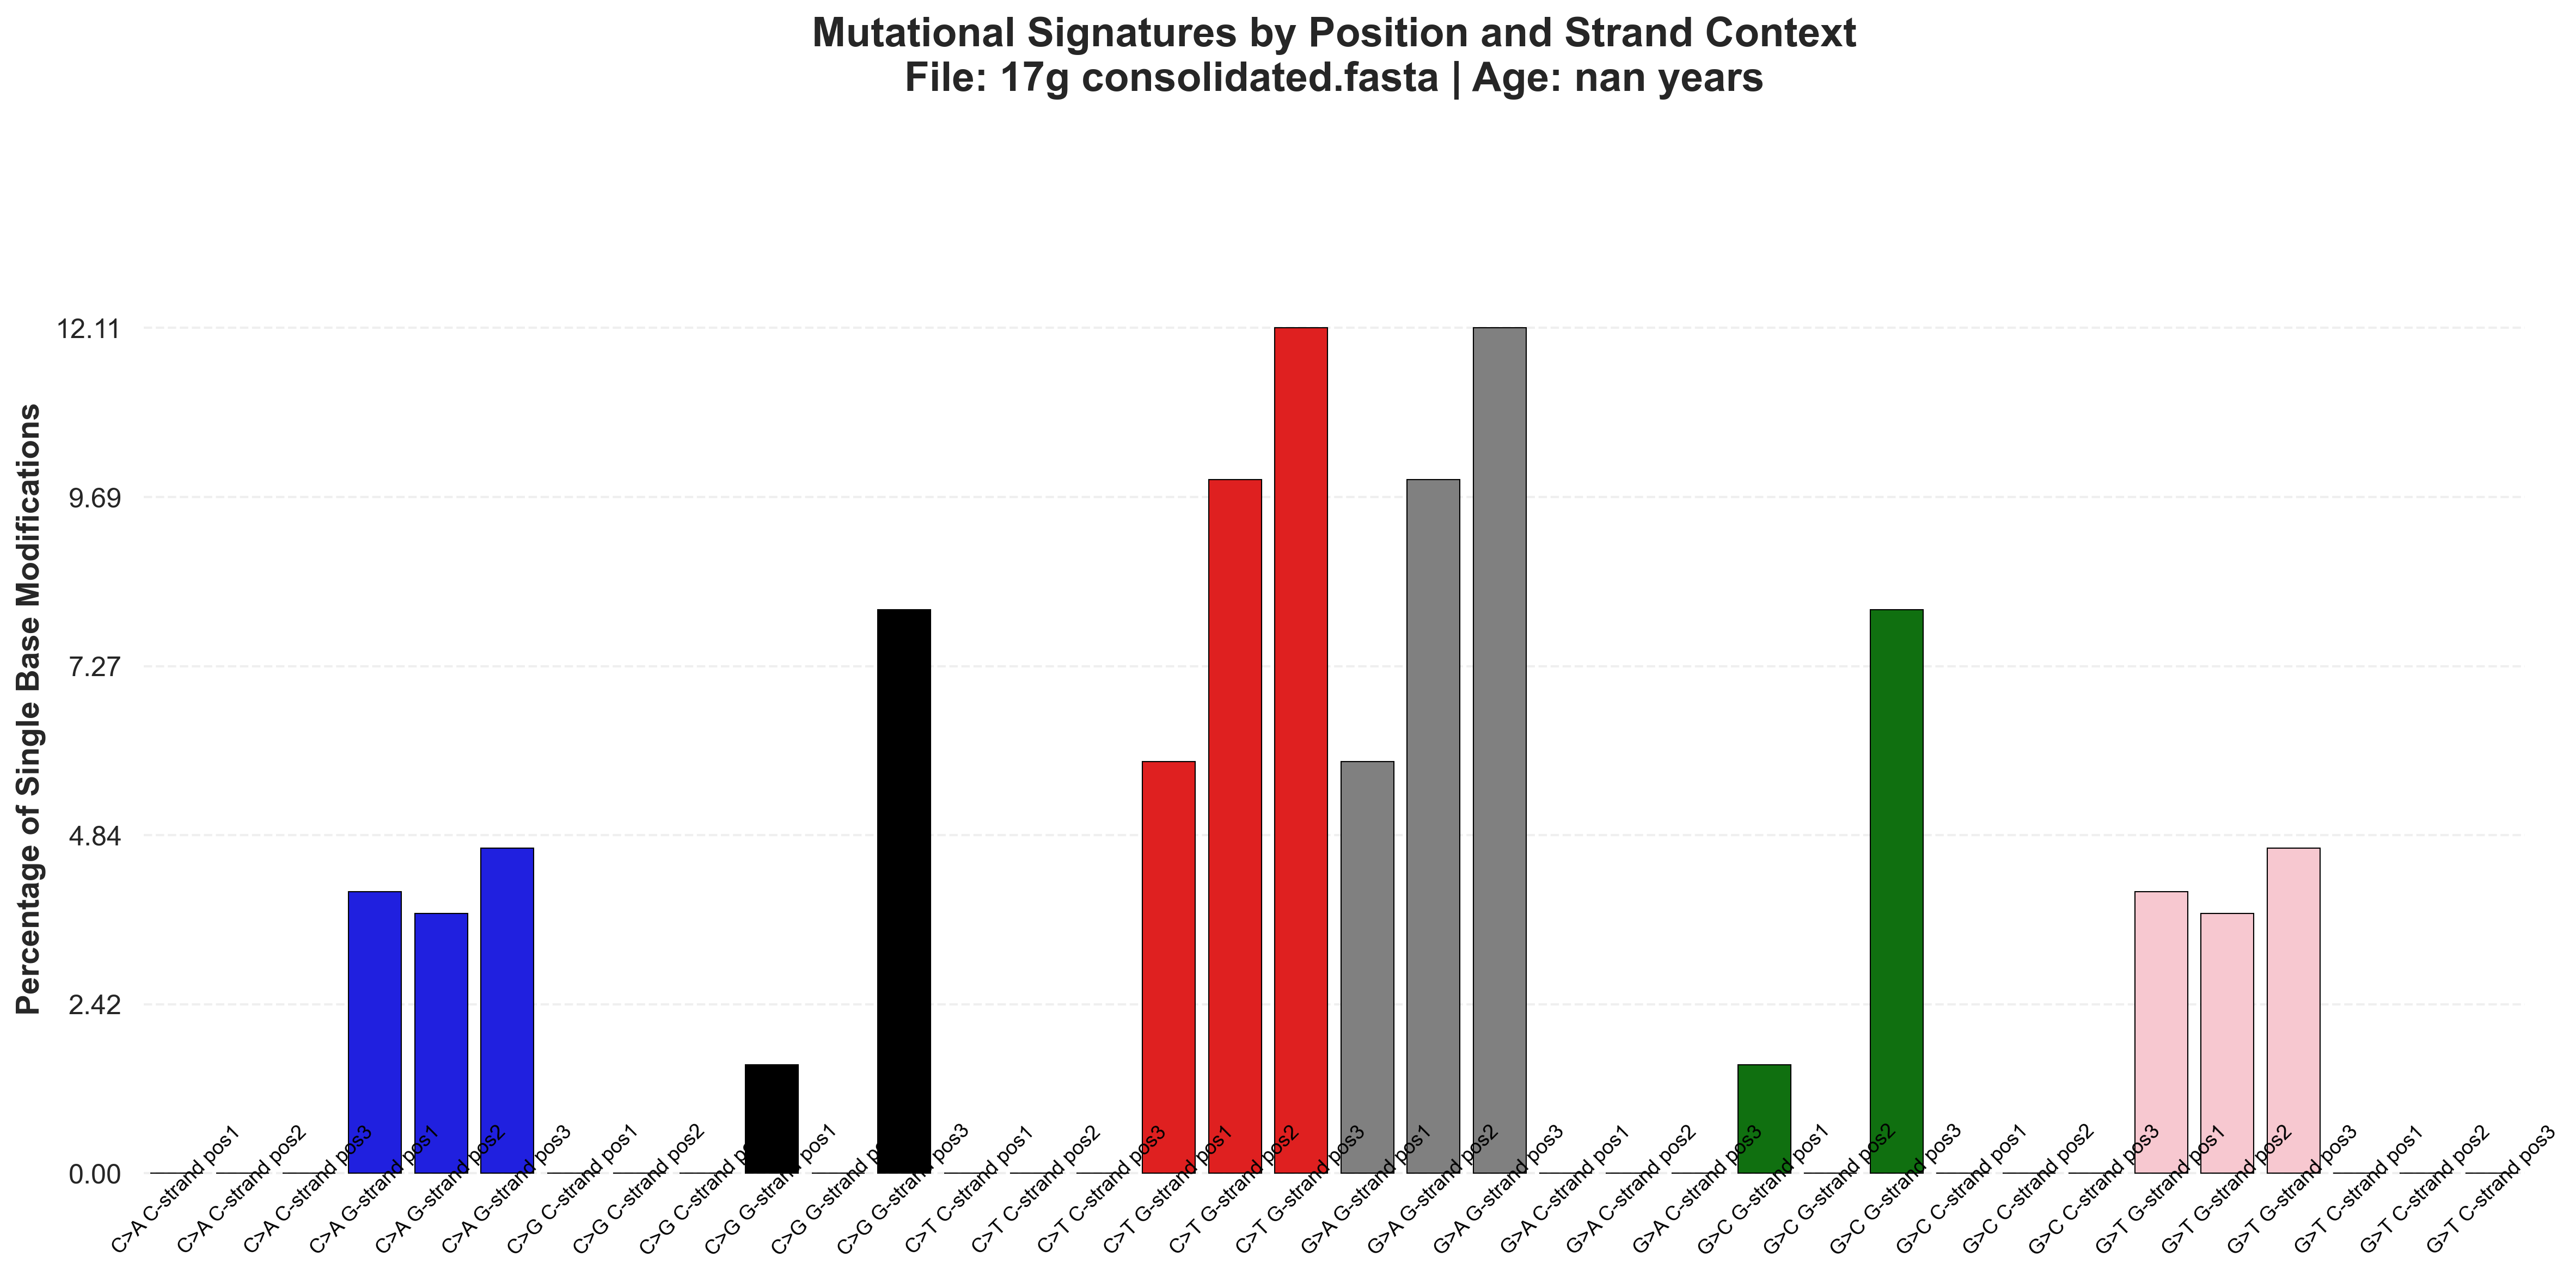 Mutational Signatures by Position and Strand Context
File: 17g consolidated.fasta | Age: nan years
Percentage of Single Base Modifications
12.11
9.69
7.27
4.84
2.42
0.00
C>A C-strand pos1
C>A C-strand pos2
C>A C-strand pos3
C>A G-strand pos1
C>A G-strand pos2
C>A G-strand pos3
C>G C-strand pos1
C>G C-strand pos2
C>G C-strand pos3
C>G G-strand pos1
C>G G-strand pos2
C>G G-strand pos3
C>T C-strand pos1
C>T C-strand pos2
C>T C-strand pos3
C>T G-strand pos1
C>T G-strand pos2
C>T G-strand pos3
G>A G-strand pos1
G>A G-strand pos2
G>A G-strand pos3
G>A C-strand pos1
G>A C-strand pos2
G>A C-strand pos3
G>C G-strand pos1
G>C G-strand pos2
G>C G-strand pos3
G>C C-strand pos1
G>C C-strand pos2
G>C C-strand pos3
G>T G-strand pos1
G>T G-strand pos2
G>T G-strand pos3
G>T C-strand pos1
G>T C-strand pos2
G>T C-strand pos3